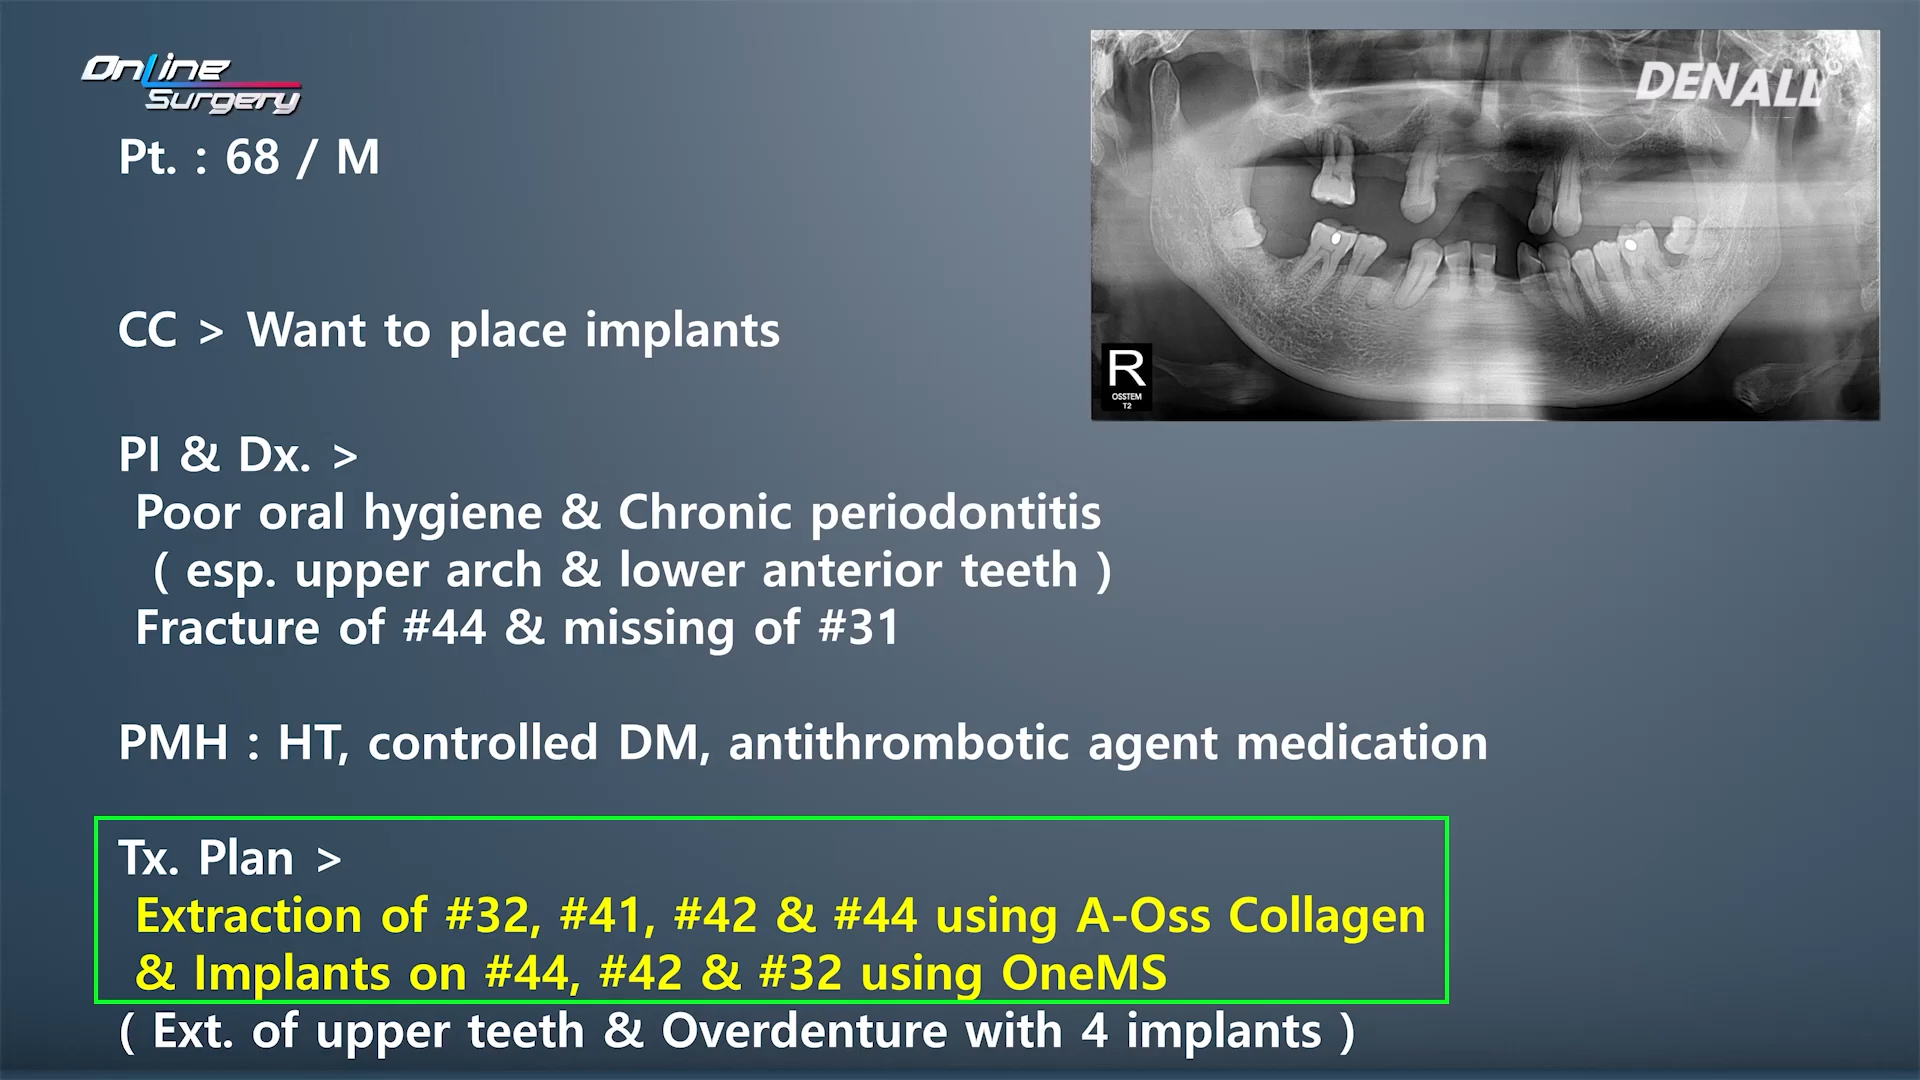 OnLine
Surgery
DENALL
Pt. : 68 / M
CC > Want to place implants
R
OSSTEM
T2
PI & Dx. >
Poor oral hygiene & Chronic periodontitis
( esp. upper arch & lower anterior teeth )
Fracture of #44 & missing of #31
PMH : HT, controlled DM, antithrombotic agent medication
Tx. Plan >
Extraction of #32, #41, #42 & #44 using A-Oss Collagen
& Implants on #44, #42 & #32 using OneMS
( Ext. of upper teeth & Overdenture with 4 implants )